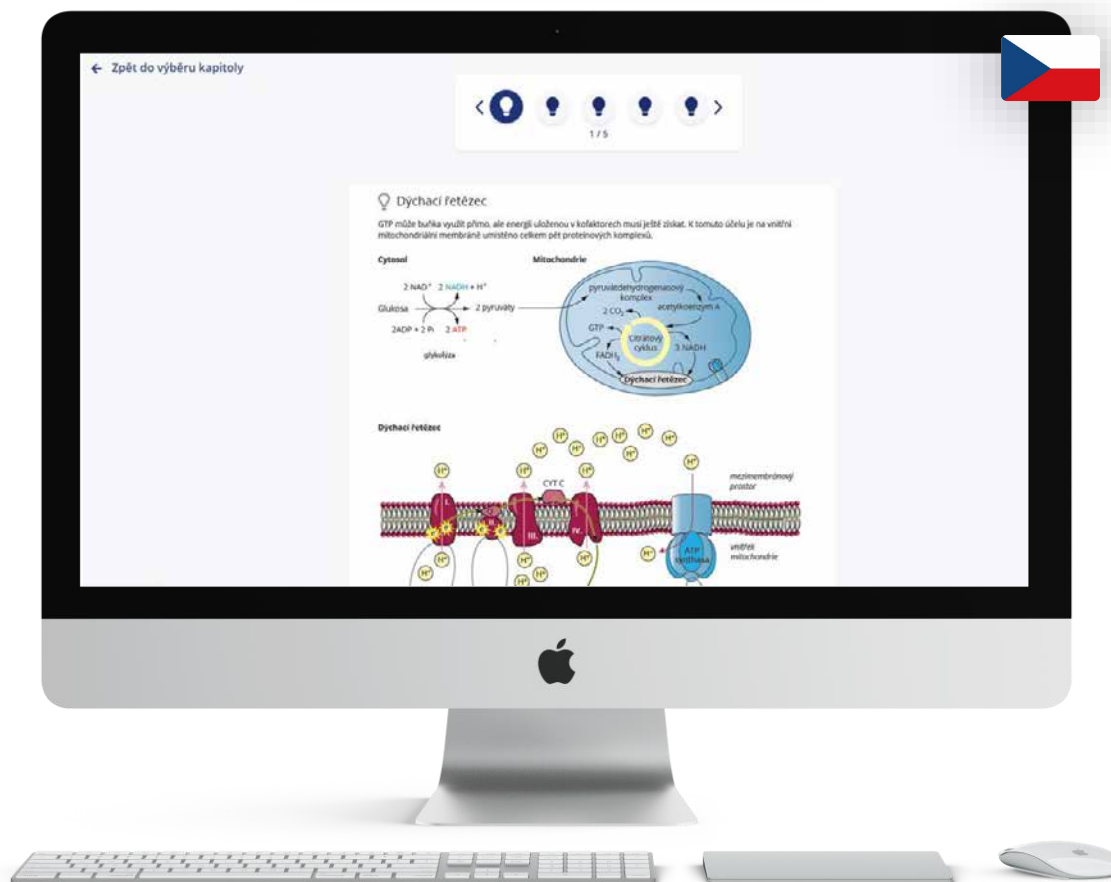 ← Zpět do výběru kapitoly
1 / 5
Dýchací řetězec
GTP může buňka využít přímo, ale energii uloženou v kofaktorech musí ještě získat. K tomuto účelu je na vnitřní
mitochondriální membráně umístěno celkem pět proteinových komplexů.
Cytosol
Mitochondrie
2 NAD⁺ 2 NADH + H⁺
Glukosa
2 pyruváty
2ADP + 2 Pi 2 ATP
glykolýza
pyruvátdehydrogenasový
komplex
acetylkoenzym A
2 CO₂
GTP
Citrátový
cyklus
3 NADH
FADH₂
Dýchací řetězec
Dýchací řetězec
H⁺ H⁺ H⁺ H⁺ H⁺
H⁺ H⁺ H⁺
H⁺
H⁺ H⁺ H⁺ H⁺
CYT C
mezimembránový
prostor
I.
II.
III.
IV.
e⁻ e⁻ e⁻ e⁻
ATP
synthasa
vnitřek
mitochondrie
H⁺ H⁺ H⁺ H⁺
H⁺ H⁺ H⁺